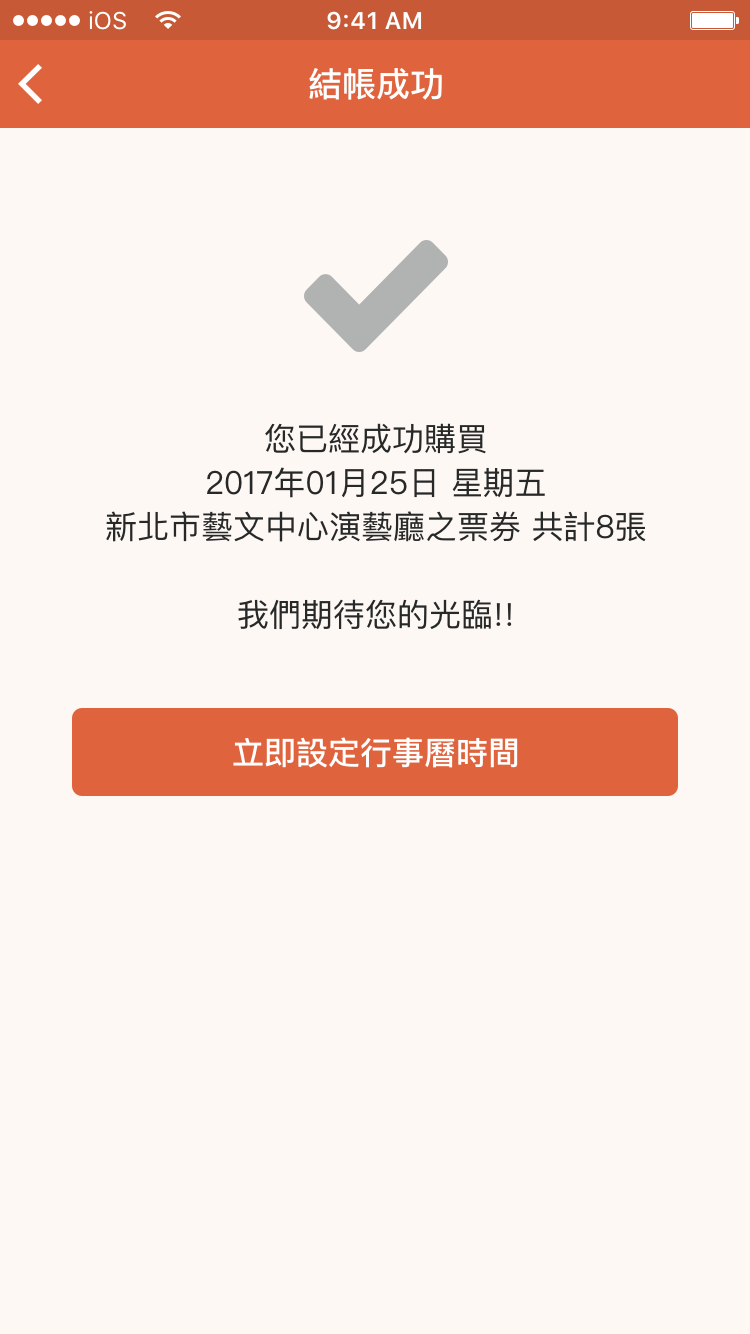 iOS 9:41 AM
結帳成功
您已經成功購買
2017年01月25日 星期五
新北市藝文中心演藝廳之票券 共計8張
我們期待您的光臨!!
立即設定行事曆時間